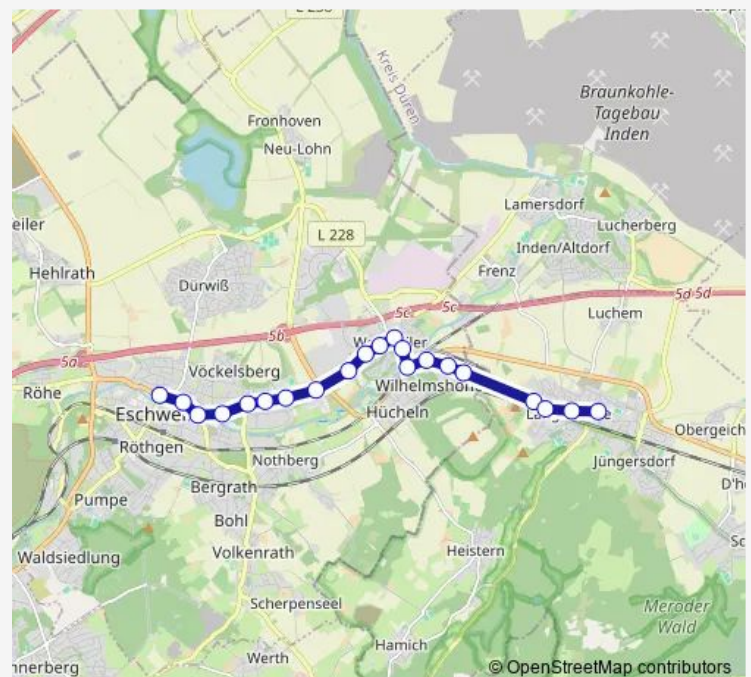 Kreis Düren
Braunkohle-
Tagebau
Inden
Fronhoven
Neu-Lohn
Lamersdorf
Lucherberg
L 228
Inden/Altdorf
Hehlrath
Frenz
Dürwiß
5c
5c
5d 5d
Luchem
5b
5a
Vöckelsberg
Röhe
Wilhelmshöhe
Hücheln
Röthgen
Obergeich
Nothberg
Jüngersdorf
Bergrath
Pumpe
Bohl
Volkenrath
Heistern
Waldsiedlung
Scherpenseel
Meroder
Wald
Hamich
Werth
© OpenStreetMap contributors